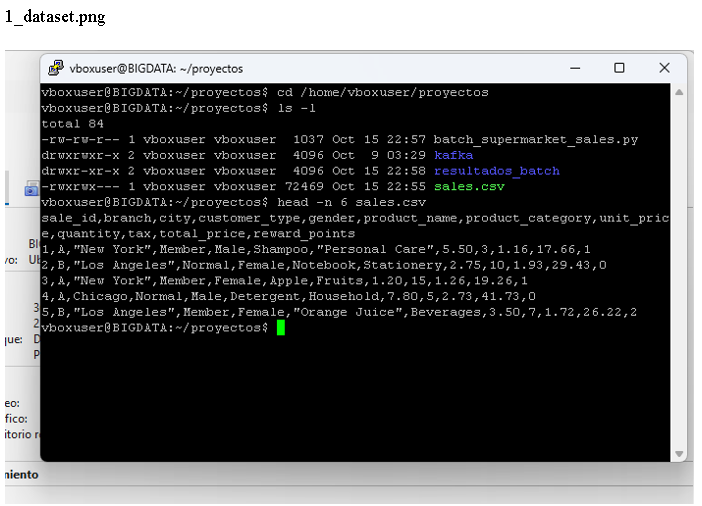 1_dataset.png
vboxuser@BIGDATA: ~/proyectos
vboxuser@BIGDATA:~/proyectos$ cd /home/vboxuser/proyectos
vboxuser@BIGDATA:~/proyectos$ ls -l
total 84
-rw-rw-r-- 1 vboxuser vboxuser  1037 Oct 15 22:57 batch_supermarket_sales.py
drwxrwxr-x 2 vboxuser vboxuser  4096 Oct  9 03:29 kafka
drwxr-xr-x 2 vboxuser vboxuser  4096 Oct 15 22:58 resultados_batch
-rwxrwx--- 1 vboxuser vboxuser 72469 Oct 15 22:55 sales.csv
vboxuser@BIGDATA:~/proyectos$ head -n 6 sales.csv
sale_id,branch,city,customer_type,gender,product_name,product_category,unit_pric
e,quantity,tax,total_price,reward_points
1,A,"New York",Member,Male,Shampoo,"Personal Care",5.50,3,1.16,17.66,1
2,B,"Los Angeles",Normal,Female,Notebook,Stationery,2.75,10,1.93,29.43,0
3,A,"New York",Member,Female,Apple,Fruits,1.20,15,1.26,19.26,1
4,A,Chicago,Normal,Male,Detergent,Household,7.80,5,2.73,41.73,0
5,B,"Los Angeles",Member,Female,"Orange Juice",Beverages,3.50,7,1.72,26.22,2
vboxuser@BIGDATA:~/proyectos$
BI
vo:
Ub
3
2
que:
D
P
eo:
fico:
itorio r
miento